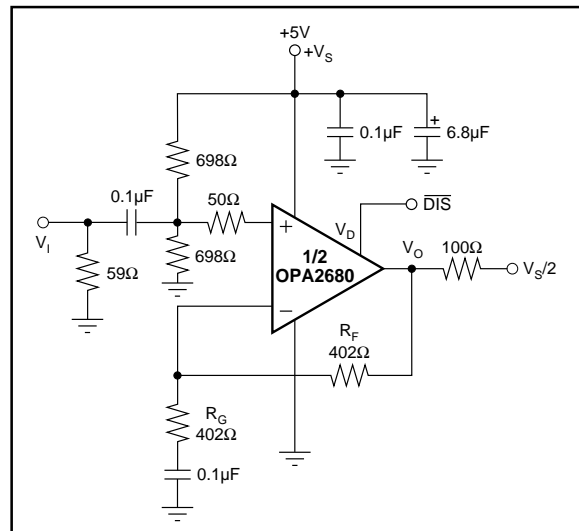 +5V
+V_S
0.1µF
+
6.8µF
698Ω
0.1µF
50Ω
V_I
59Ω
698Ω
+
1/2
OPA2680
−
V_D
D̅I̅S̅
V_O
100Ω
V_S/2
R_F
402Ω
R_G
402Ω
0.1µF